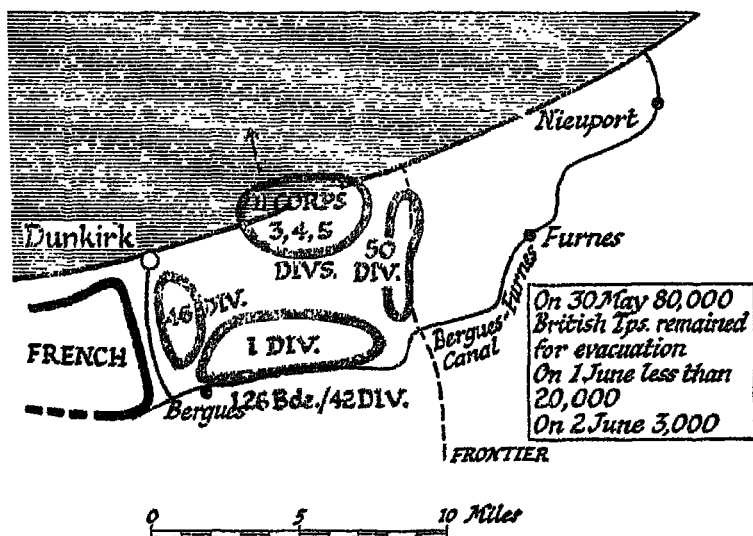 Nieuport
II CORPS
3, 4, 5
DIVS.
Dunkirk
50
DIV.
Furnes
46 DIV.
1 DIV.
FRENCH
Bergues-Furnes
Canal
Bergues
126 Bde./42 DIV.
FRONTIER
On 30 May 80,000
British Tps. remained
for evacuation
On 1 June less than
20,000
On 2 June 3,000
0 5 10 Miles